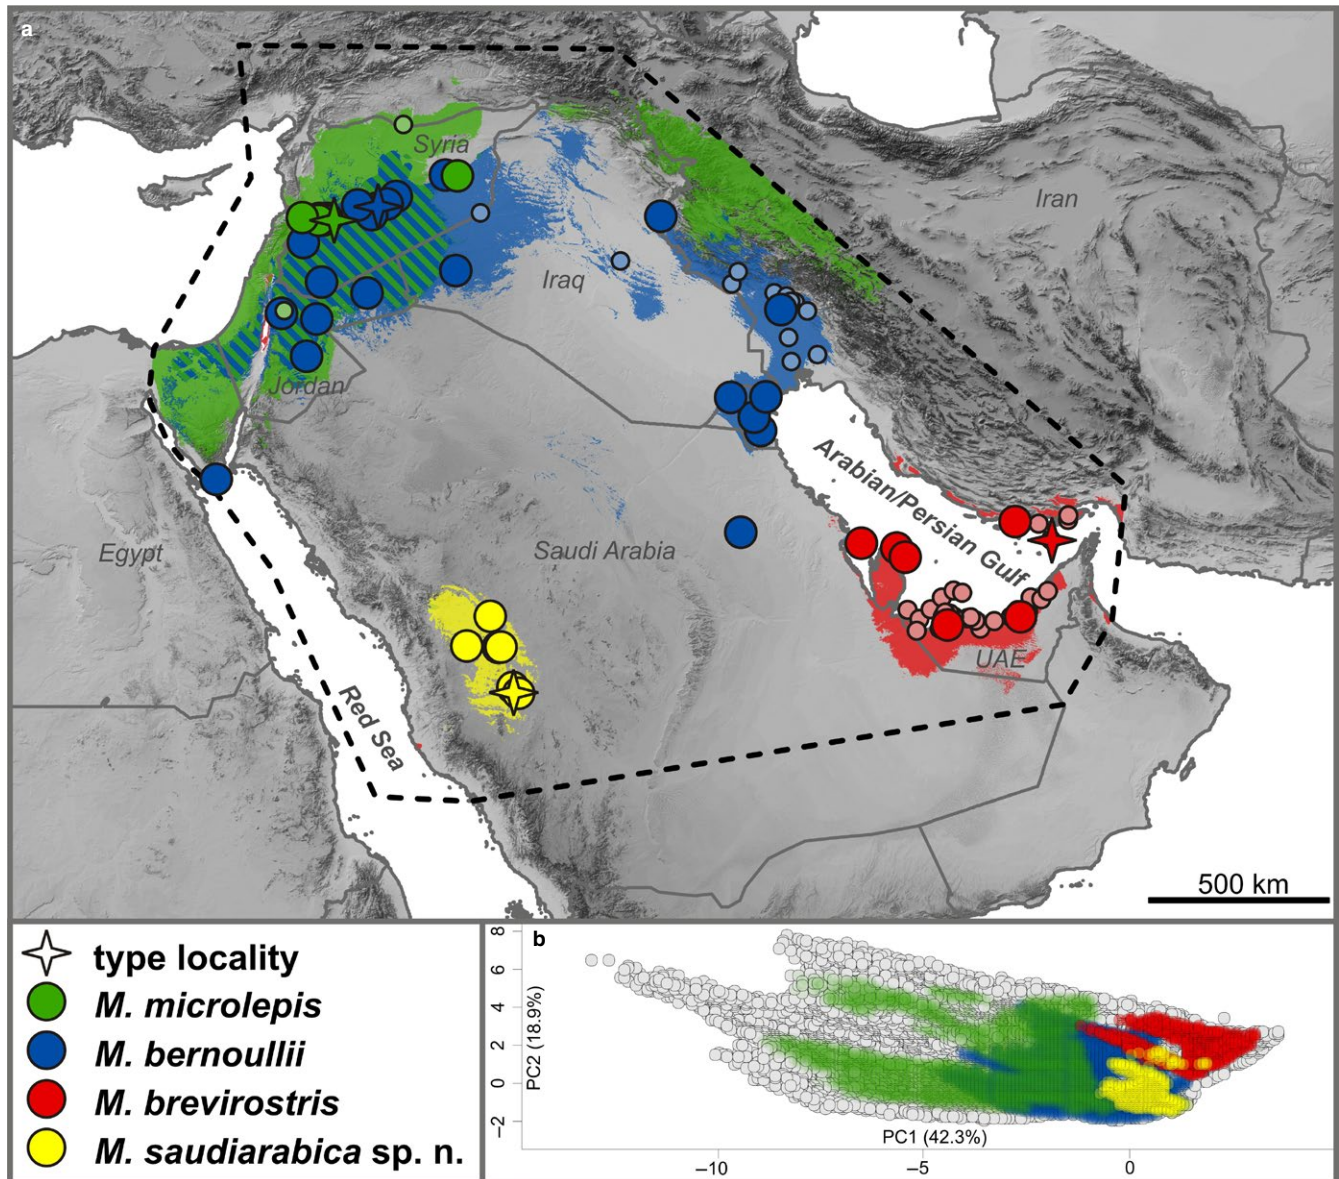 a
Syria
Iran
Iraq
Jordan
Arabian/Persian Gulf
Egypt
Saudi Arabia
UAE
Red Sea
500 km
type locality
M. microlepis
M. bernoullii
M. brevirostris
M. saudiarabica sp. n.
b
8
6
4
2
0
−2
PC2 (18.9%)
PC1 (42.3%)
−10
−5
0